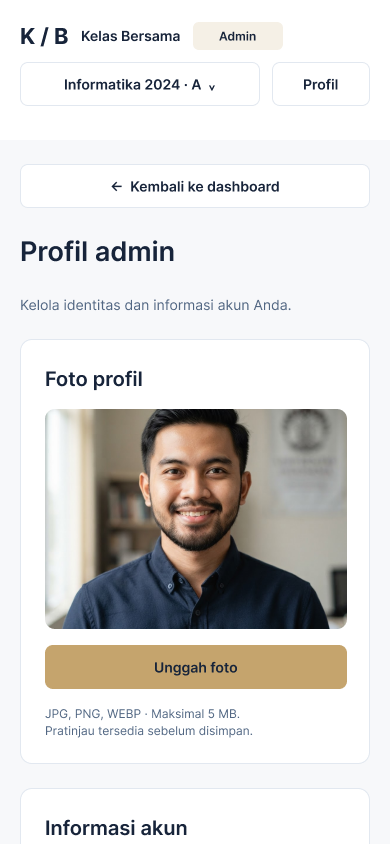 K / B Kelas Bersama Admin
Informatika 2024 · A
Profil
← Kembali ke dashboard
Profil admin
Kelola identitas dan informasi akun Anda.
Foto profil
Unggah foto
JPG, PNG, WEBP · Maksimal 5 MB.
Pratinjau tersedia sebelum disimpan.
Informasi akun